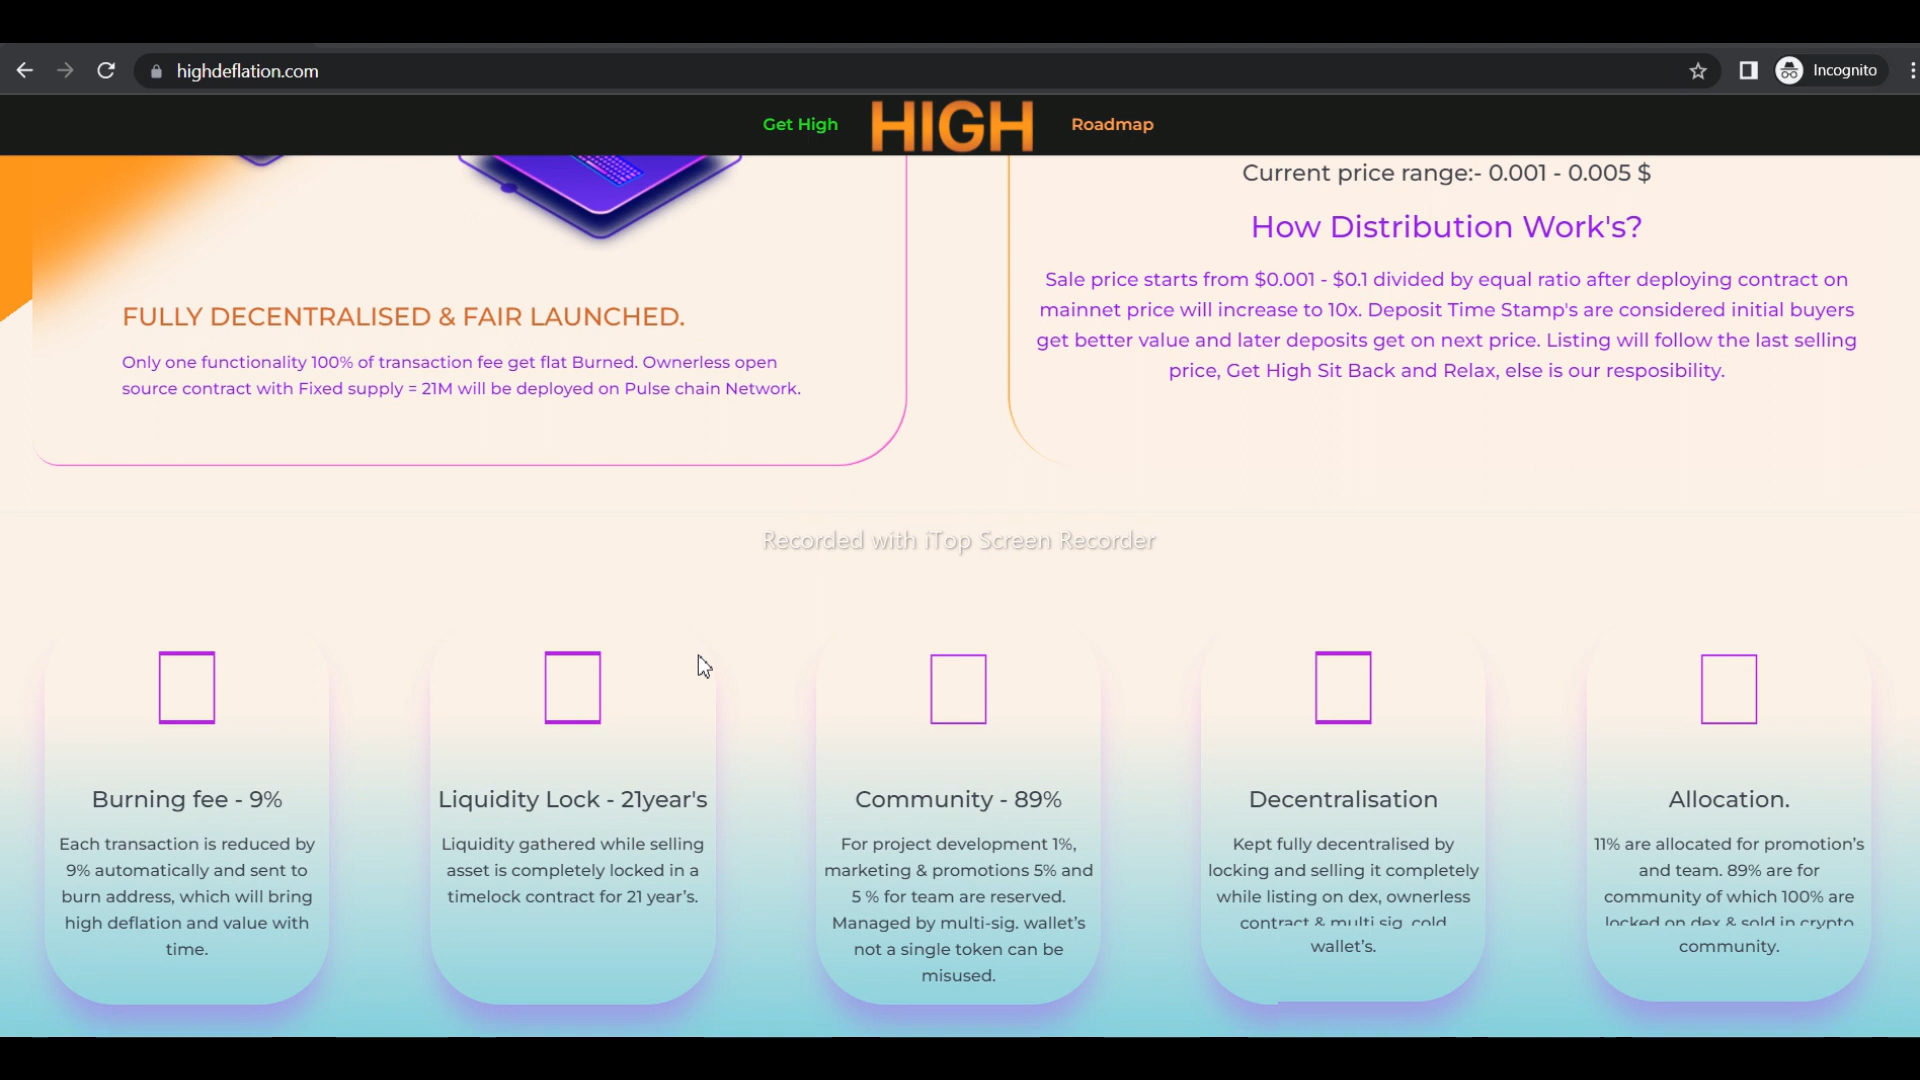 highdeflation.com
Incognito
Get High
HIGH
Roadmap
Current price range:- 0.001 - 0.005 $
How Distribution Work's?
Sale price starts from $0.001 - $0.1 divided by equal ratio after deploying contract on
mainnet price will increase to 10x. Deposit Time Stamp's are considered initial buyers
get better value and later deposits get on next price. Listing will follow the last selling
price, Get High Sit Back and Relax, else is our resposibility.
FULLY DECENTRALISED & FAIR LAUNCHED.
Only one functionality 100% of transaction fee get flat Burned. Ownerless open
source contract with Fixed supply = 21M will be deployed on Pulse chain Network.
Recorded with iTop Screen Recorder
Burning fee - 9%
Each transaction is reduced by
9% automatically and sent to
burn address, which will bring
high deflation and value with
time.
Liquidity Lock - 21year's
Liquidity gathered while selling
asset is completely locked in a
timelock contract for 21 year's.
Community - 89%
For project development 1%,
marketing & promotions 5% and
5 % for team are reserved.
Managed by multi-sig. wallet's
not a single token can be
misused.
Decentralisation
Kept fully decentralised by
locking and selling it completely
while listing on dex, ownerless
contract & multi sig. cold
wallet's.
Allocation.
11% are allocated for promotion's
and team. 89% are for
community of which 100% are
locked on dex & sold in crypto
community.